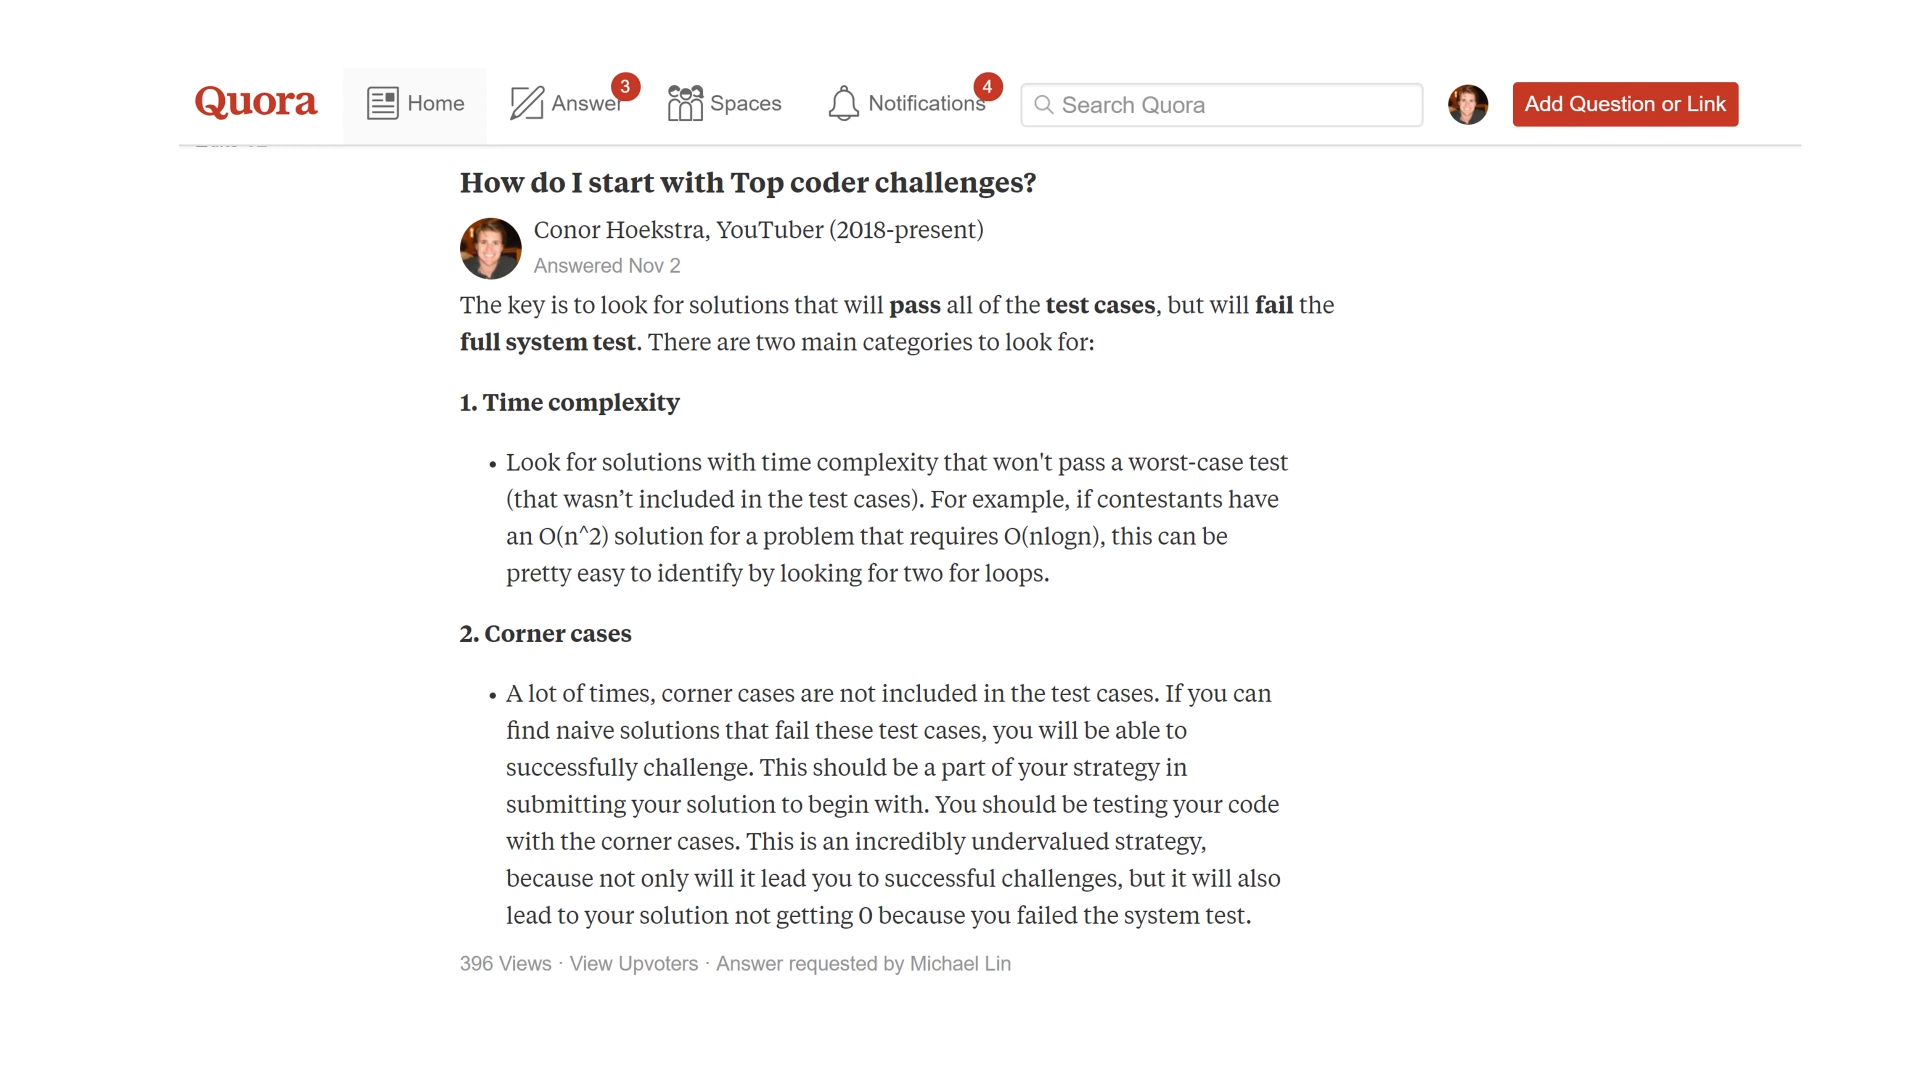 Quora
Home
Answer
3
Spaces
Notifications
4
Search Quora
Add Question or Link
How do I start with Top coder challenges?
Conor Hoekstra, YouTuber (2018-present)
Answered Nov 2
The key is to look for solutions that will pass all of the test cases, but will fail the
full system test. There are two main categories to look for:
1. Time complexity
• Look for solutions with time complexity that won't pass a worst-case test
(that wasn’t included in the test cases). For example, if contestants have
an O(n^2) solution for a problem that requires O(nlogn), this can be
pretty easy to identify by looking for two for loops.
2. Corner cases
• A lot of times, corner cases are not included in the test cases. If you can
find naive solutions that fail these test cases, you will be able to
successfully challenge. This should be a part of your strategy in
submitting your solution to begin with. You should be testing your code
with the corner cases. This is an incredibly undervalued strategy,
because not only will it lead you to successful challenges, but it will also
lead to your solution not getting 0 because you failed the system test.
396 Views · View Upvoters · Answer requested by Michael Lin